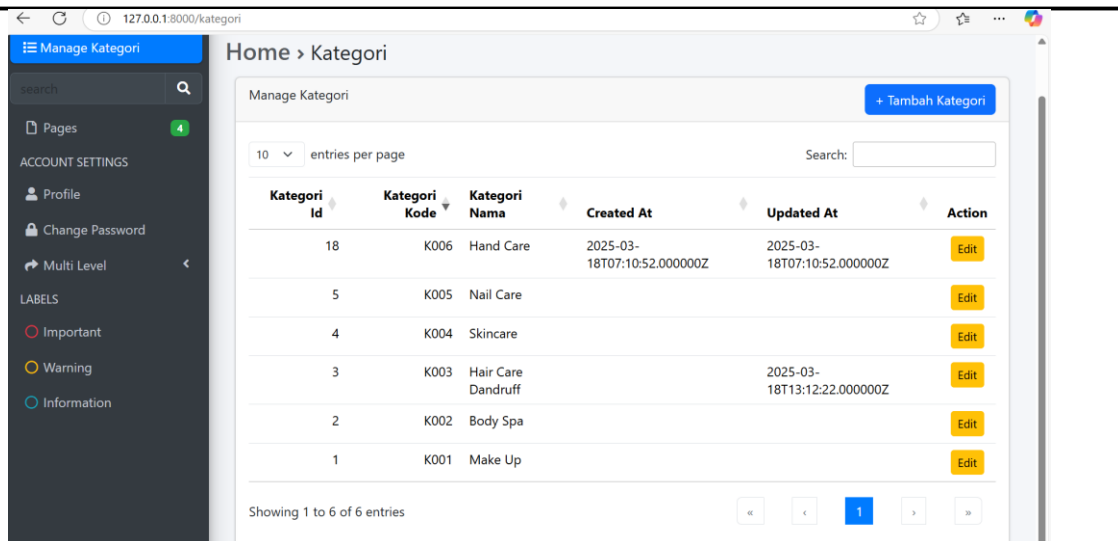 127.0.0.1:8000/kategori
Manage Kategori
Home › Kategori
search
Manage Kategori
+ Tambah Kategori
Pages
4
ACCOUNT SETTINGS
Profile
Change Password
Multi Level
LABELS
Important
Warning
Information
10 entries per page
Search:
Kategori Id
Kategori Kode
Kategori Nama
Created At
Updated At
Action
18 K006 Hand Care 2025-03-18T07:10:52.000000Z 2025-03-18T07:10:52.000000Z Edit
5 K005 Nail Care Edit
4 K004 Skincare Edit
3 K003 Hair Care Dandruff 2025-03-18T13:12:22.000000Z Edit
2 K002 Body Spa Edit
1 K001 Make Up Edit
Showing 1 to 6 of 6 entries
« ‹ 1 › »